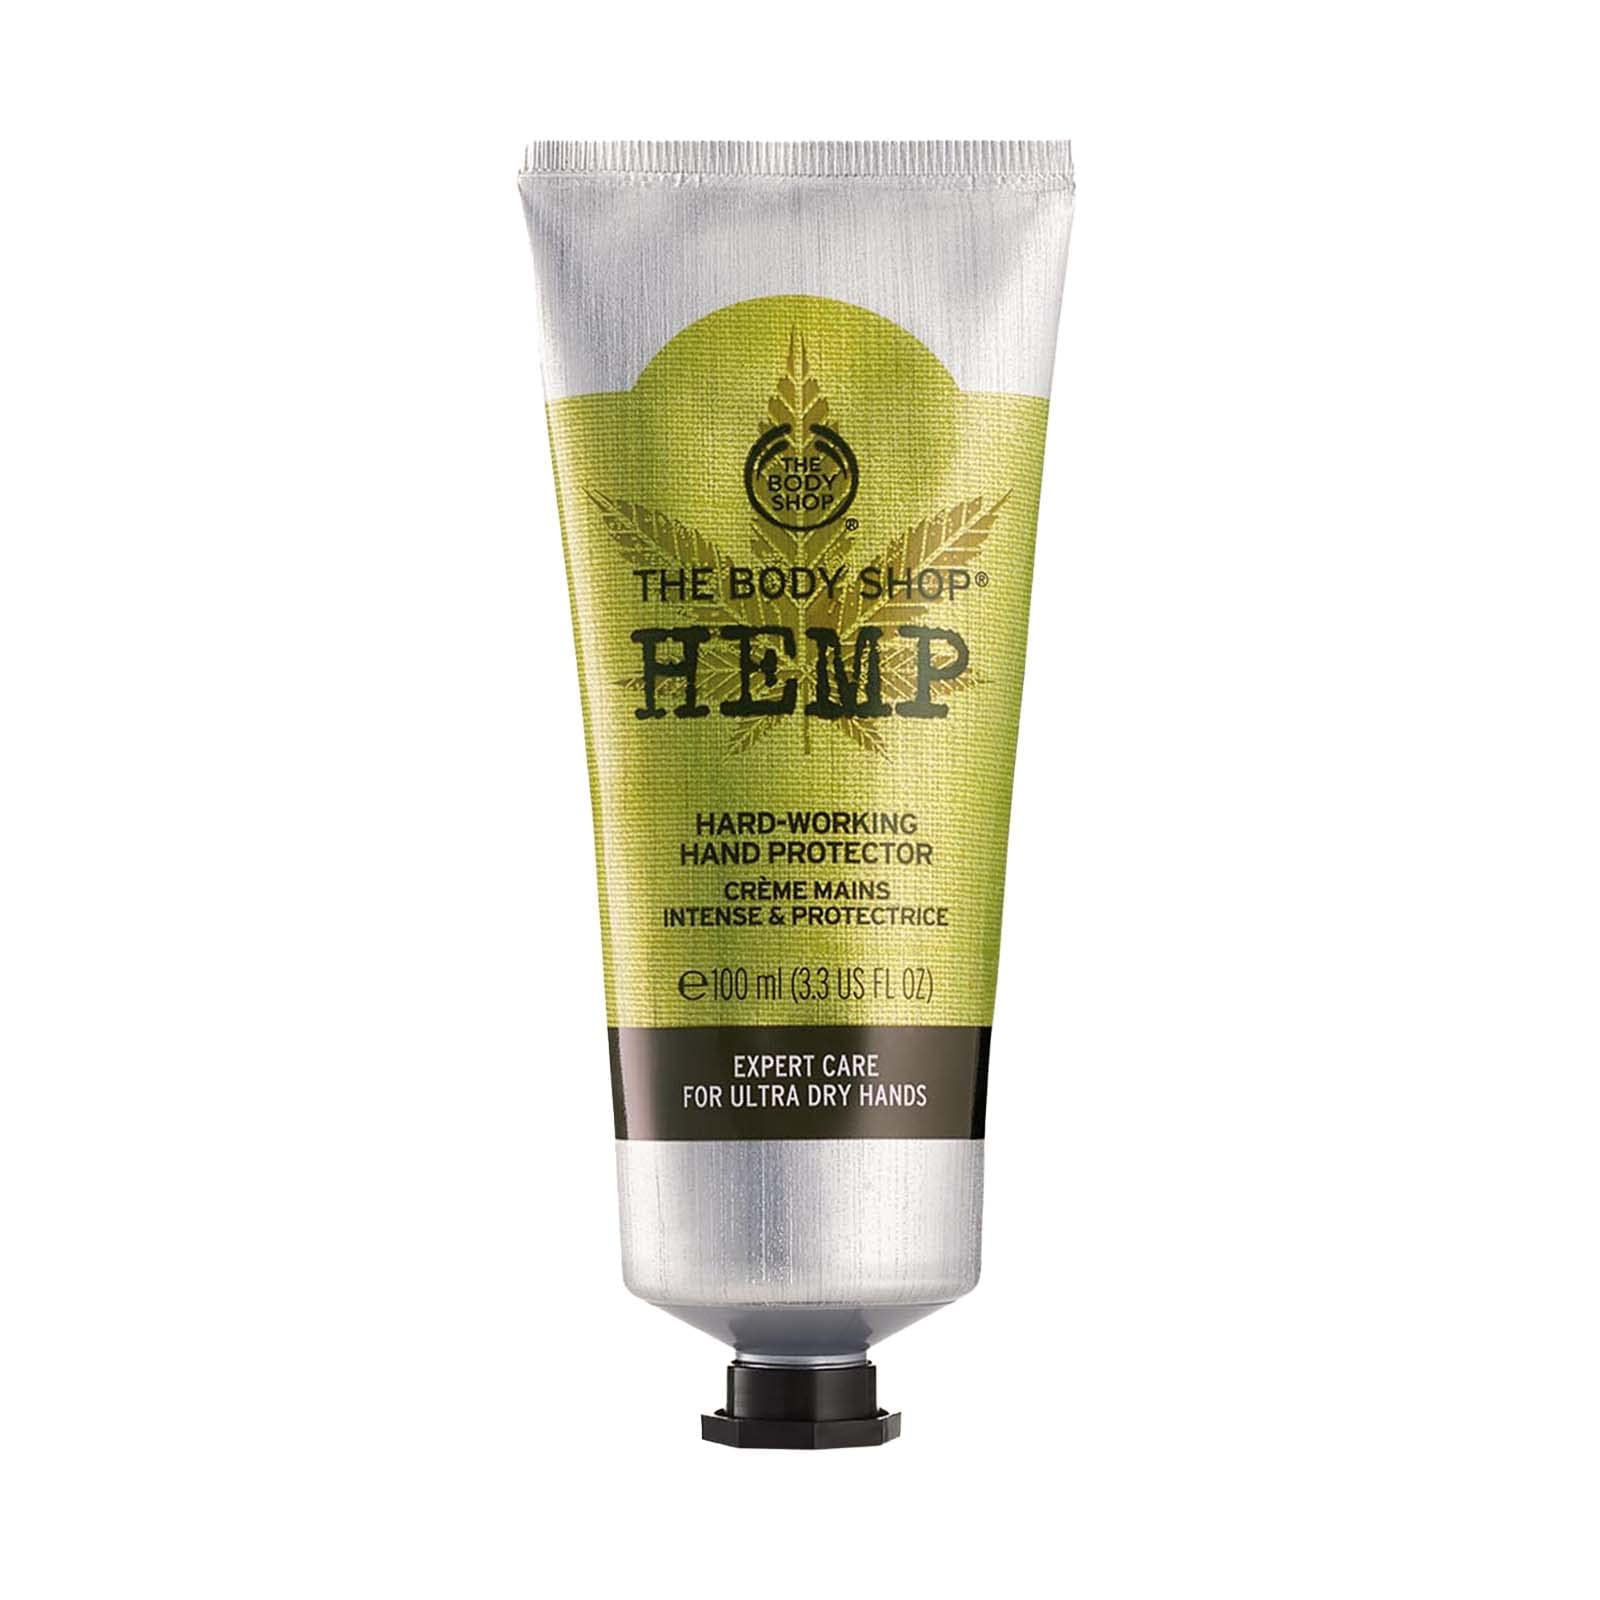 THE
BODY
SHOP
®
THE BODY SHOP®
HEMP
HARD-WORKING
HAND PROTECTOR
CRÈME MAINS
INTENSE & PROTECTRICE
℮100 ml (3.3 US FL OZ)
EXPERT CARE
FOR ULTRA DRY HANDS